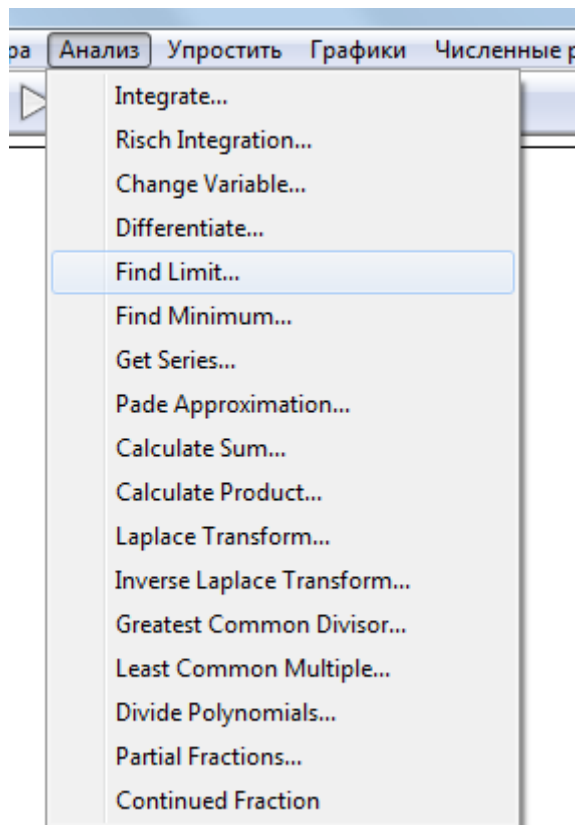 ра Анализ Упростить Графики Численные р
Integrate...
Risch Integration...
Change Variable...
Differentiate...
Find Limit...
Find Minimum...
Get Series...
Pade Approximation...
Calculate Sum...
Calculate Product...
Laplace Transform...
Inverse Laplace Transform...
Greatest Common Divisor...
Least Common Multiple...
Divide Polynomials...
Partial Fractions...
Continued Fraction